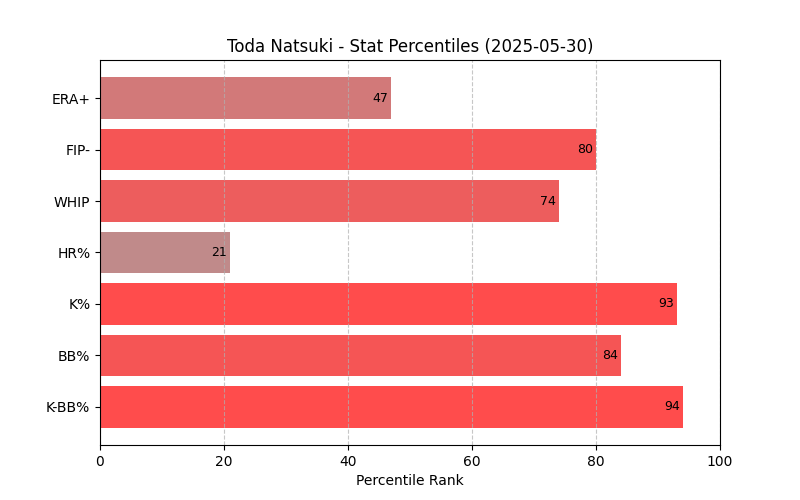 Toda Natsuki - Stat Percentiles (2025-05-30)
ERA+
47
FIP-
80
WHIP
74
HR%
21
K%
93
BB%
84
K-BB%
94
0 20 40 60 80 100
Percentile Rank